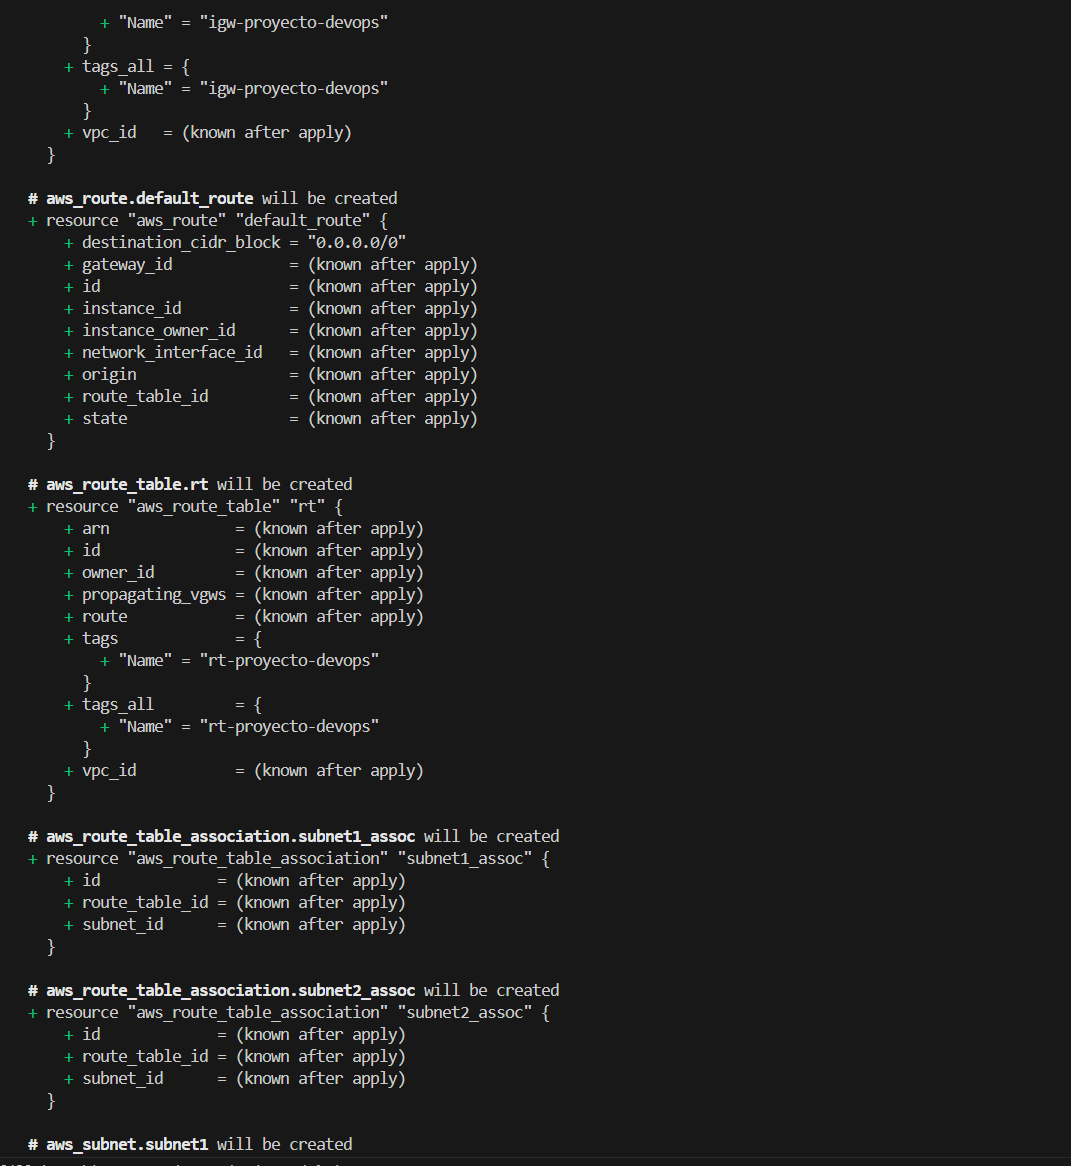 + "Name" = "igw-proyecto-devops"
}
+ tags_all = {
+ "Name" = "igw-proyecto-devops"
}
+ vpc_id = (known after apply)
}
# aws_route.default_route will be created
+ resource "aws_route" "default_route" {
+ destination_cidr_block = "0.0.0.0/0"
+ gateway_id = (known after apply)
+ id = (known after apply)
+ instance_id = (known after apply)
+ instance_owner_id = (known after apply)
+ network_interface_id = (known after apply)
+ origin = (known after apply)
+ route_table_id = (known after apply)
+ state = (known after apply)
}
# aws_route_table.rt will be created
+ resource "aws_route_table" "rt" {
+ arn = (known after apply)
+ id = (known after apply)
+ owner_id = (known after apply)
+ propagating_vgws = (known after apply)
+ route = (known after apply)
+ tags = {
+ "Name" = "rt-proyecto-devops"
}
+ tags_all = {
+ "Name" = "rt-proyecto-devops"
}
+ vpc_id = (known after apply)
}
# aws_route_table_association.subnet1_assoc will be created
+ resource "aws_route_table_association" "subnet1_assoc" {
+ id = (known after apply)
+ route_table_id = (known after apply)
+ subnet_id = (known after apply)
}
# aws_route_table_association.subnet2_assoc will be created
+ resource "aws_route_table_association" "subnet2_assoc" {
+ id = (known after apply)
+ route_table_id = (known after apply)
+ subnet_id = (known after apply)
}
# aws_subnet.subnet1 will be created